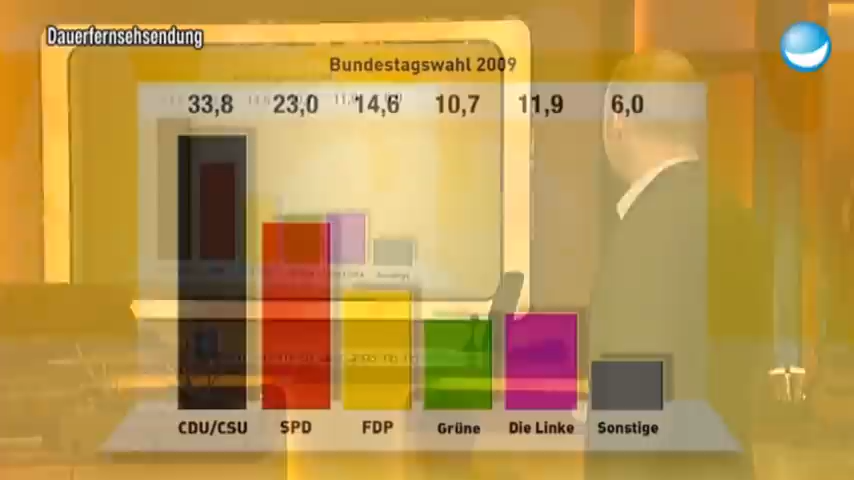 Dauerfernsehsendung
Bundestagswahl 2009
33,8 23,0 14,6 10,7 11,9 6,0
CDU/CSU SPD FDP Grüne Die Linke Sonstige